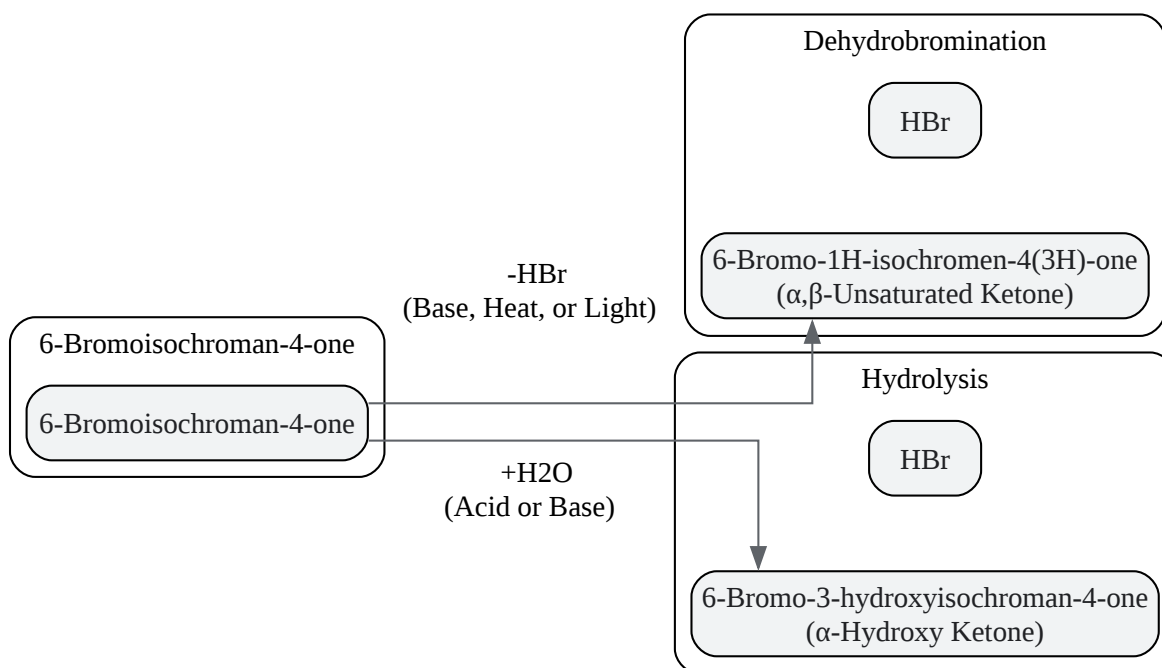 Dehydrobromination
HBr
6-Bromo-1H-isochromen-4(3H)-one
(α,β-Unsaturated Ketone)
-HBr
(Base, Heat, or Light)
6-Bromoisochroman-4-one
6-Bromoisochroman-4-one
+H2O
(Acid or Base)
Hydrolysis
HBr
6-Bromo-3-hydroxyisochroman-4-one
(α-Hydroxy Ketone)